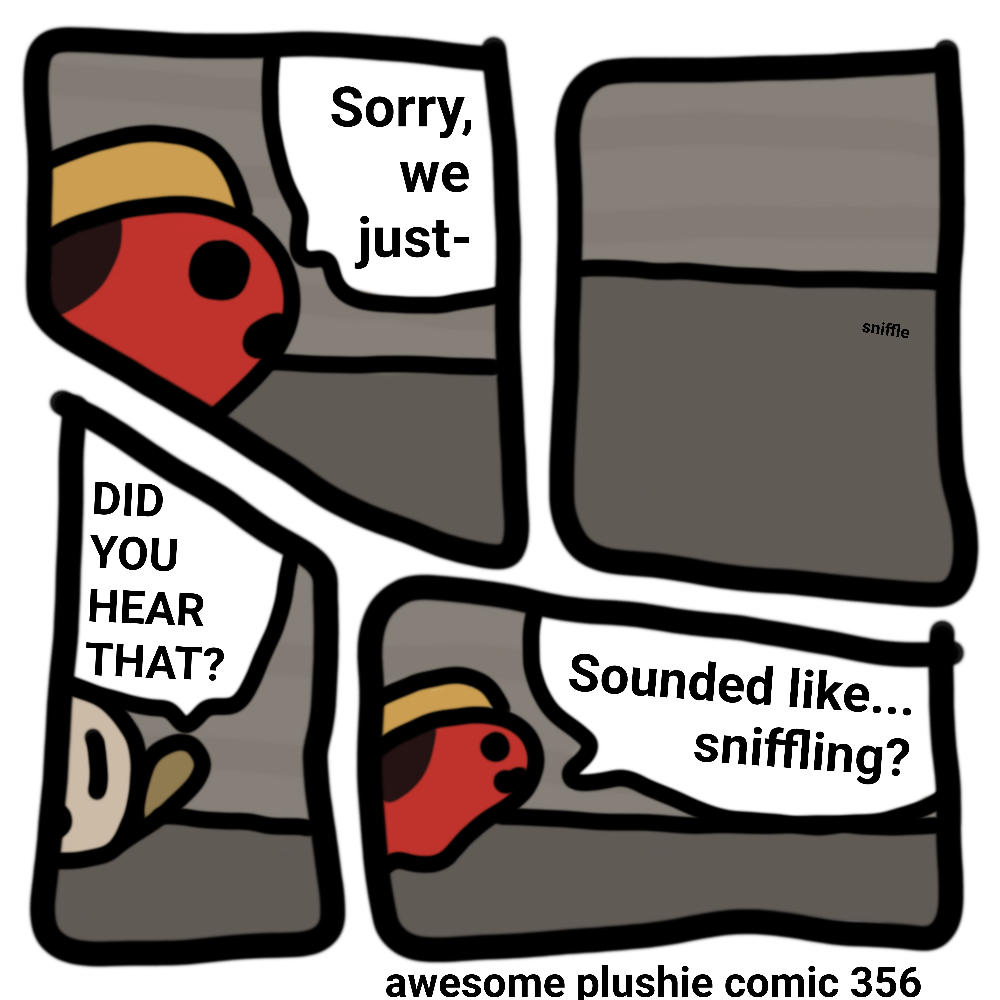 Sorry,
we
just-
sniffle
DID
YOU
HEAR
THAT?
Sounded like...
sniffling?
awesome plushie comic 356